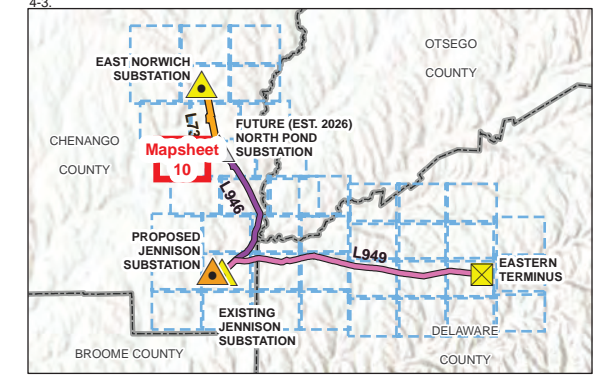 4-3.
OTSEGO
COUNTY
EAST NORWICH
SUBSTATION
FUTURE (EST. 2026)
NORTH POND
SUBSTATION
CHENANGO
COUNTY
Mapsheet
10
L946
PROPOSED
JENNISON
SUBSTATION
L949
EASTERN
TERMINUS
EXISTING
JENNISON
SUBSTATION
DELAWARE
COUNTY
BROOME COUNTY